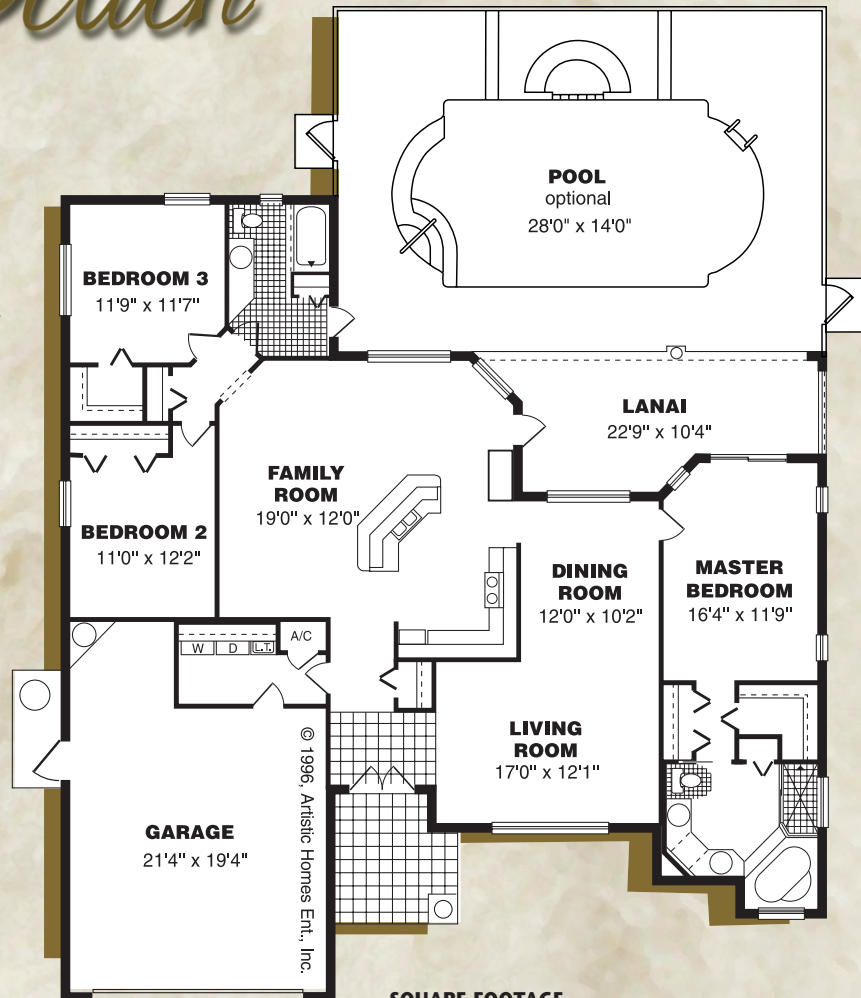 POOL
optional
28'0" x 14'0"
BEDROOM 3
11'9" x 11'7"
LANAI
22'9" x 10'4"
FAMILY
ROOM
19'0" x 12'0"
BEDROOM 2
11'0" x 12'2"
DINING
ROOM
12'0" x 10'2"
MASTER
BEDROOM
16'4" x 11'9"
W D L.T. A/C
LIVING
ROOM
17'0" x 12'1"
GARAGE
21'4" x 19'4"
© 1996, Artistic Homes Ent., Inc.
SQUARE FOOTAGE